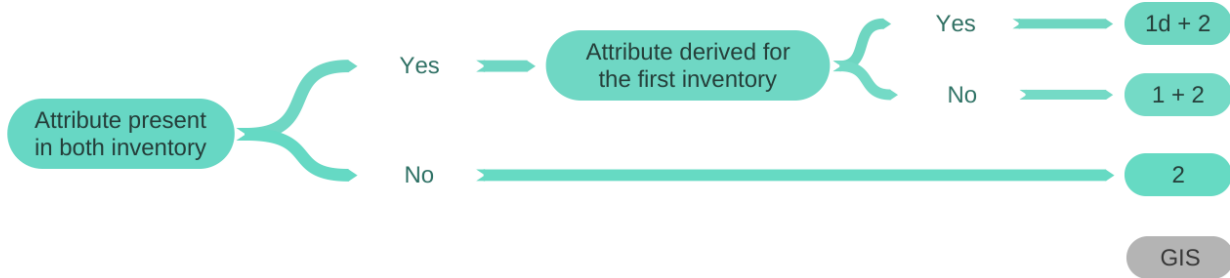 Attribute present
in both inventory
Yes
Attribute derived for
the first inventory
Yes
1d + 2
No
1 + 2
No
2
GIS